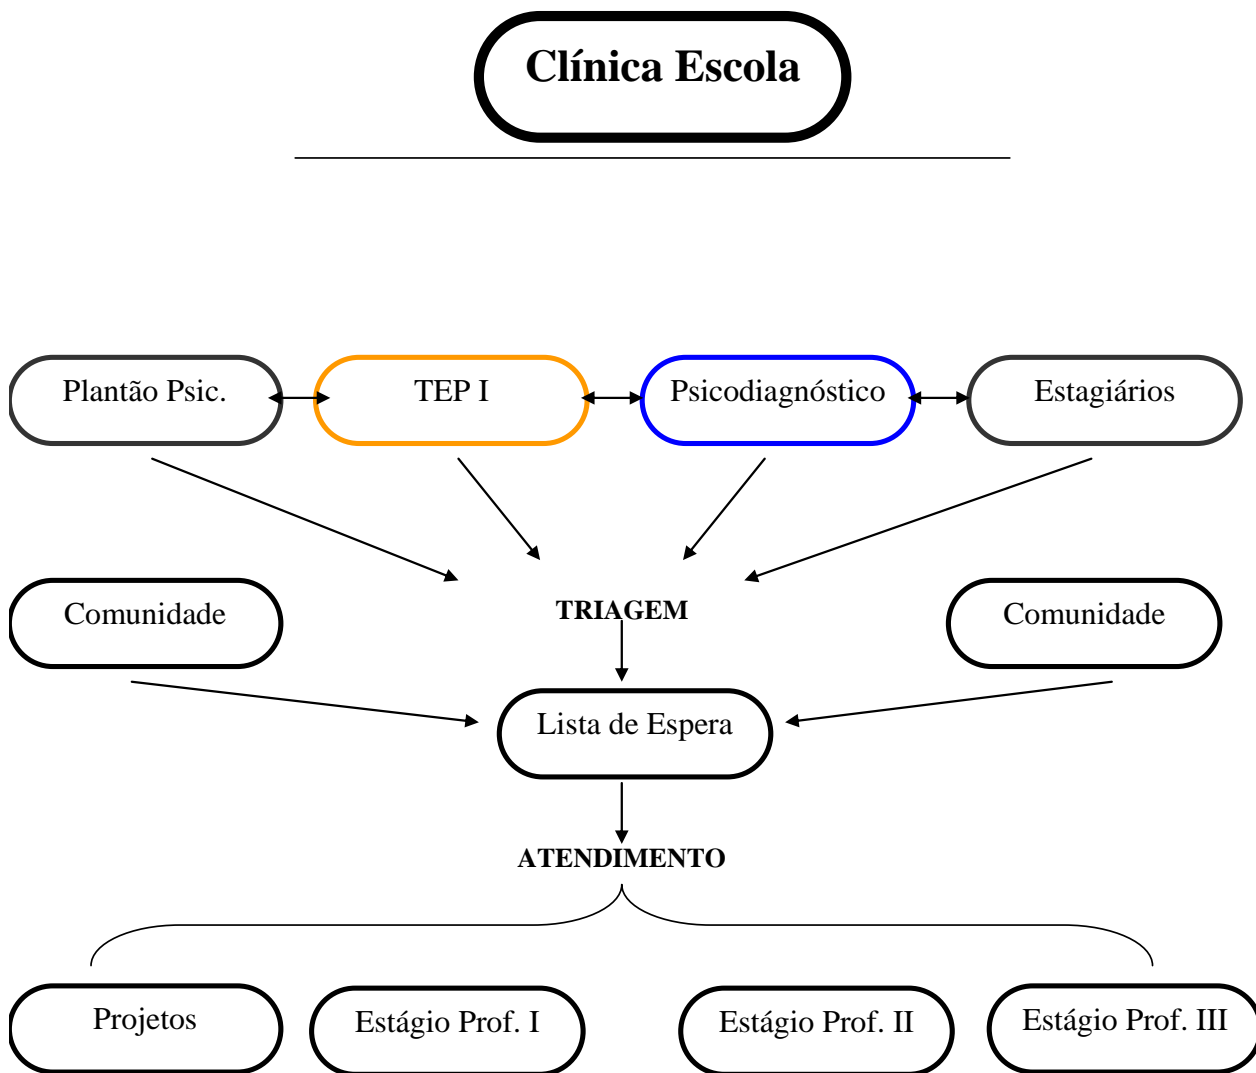 Clínica Escola
Plantão Psic.
TEP I
Psicodiagnóstico
Estagiários
Comunidade
TRIAGEM
Comunidade
Lista de Espera
ATENDIMENTO
Projetos
Estágio Prof. I
Estágio Prof. II
Estágio Prof. III